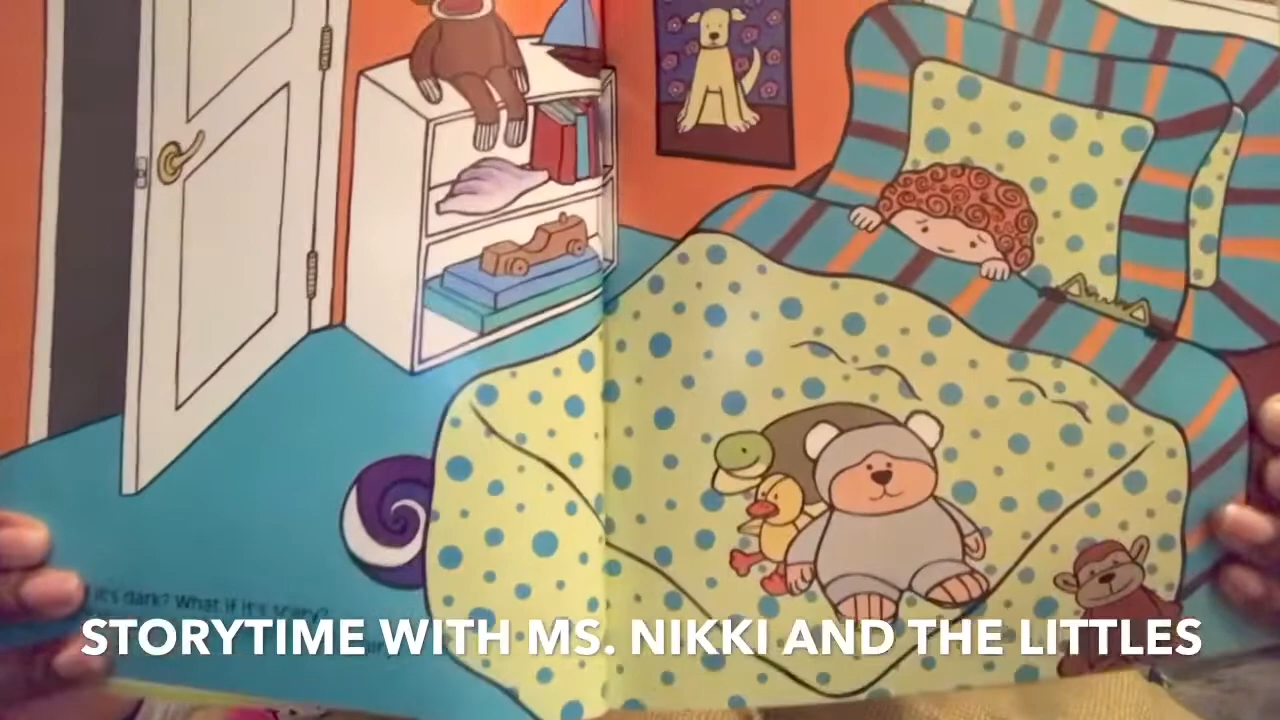 it's dark? What if it's scary?
STORYTIME WITH MS. NIKKI AND THE LITTLES